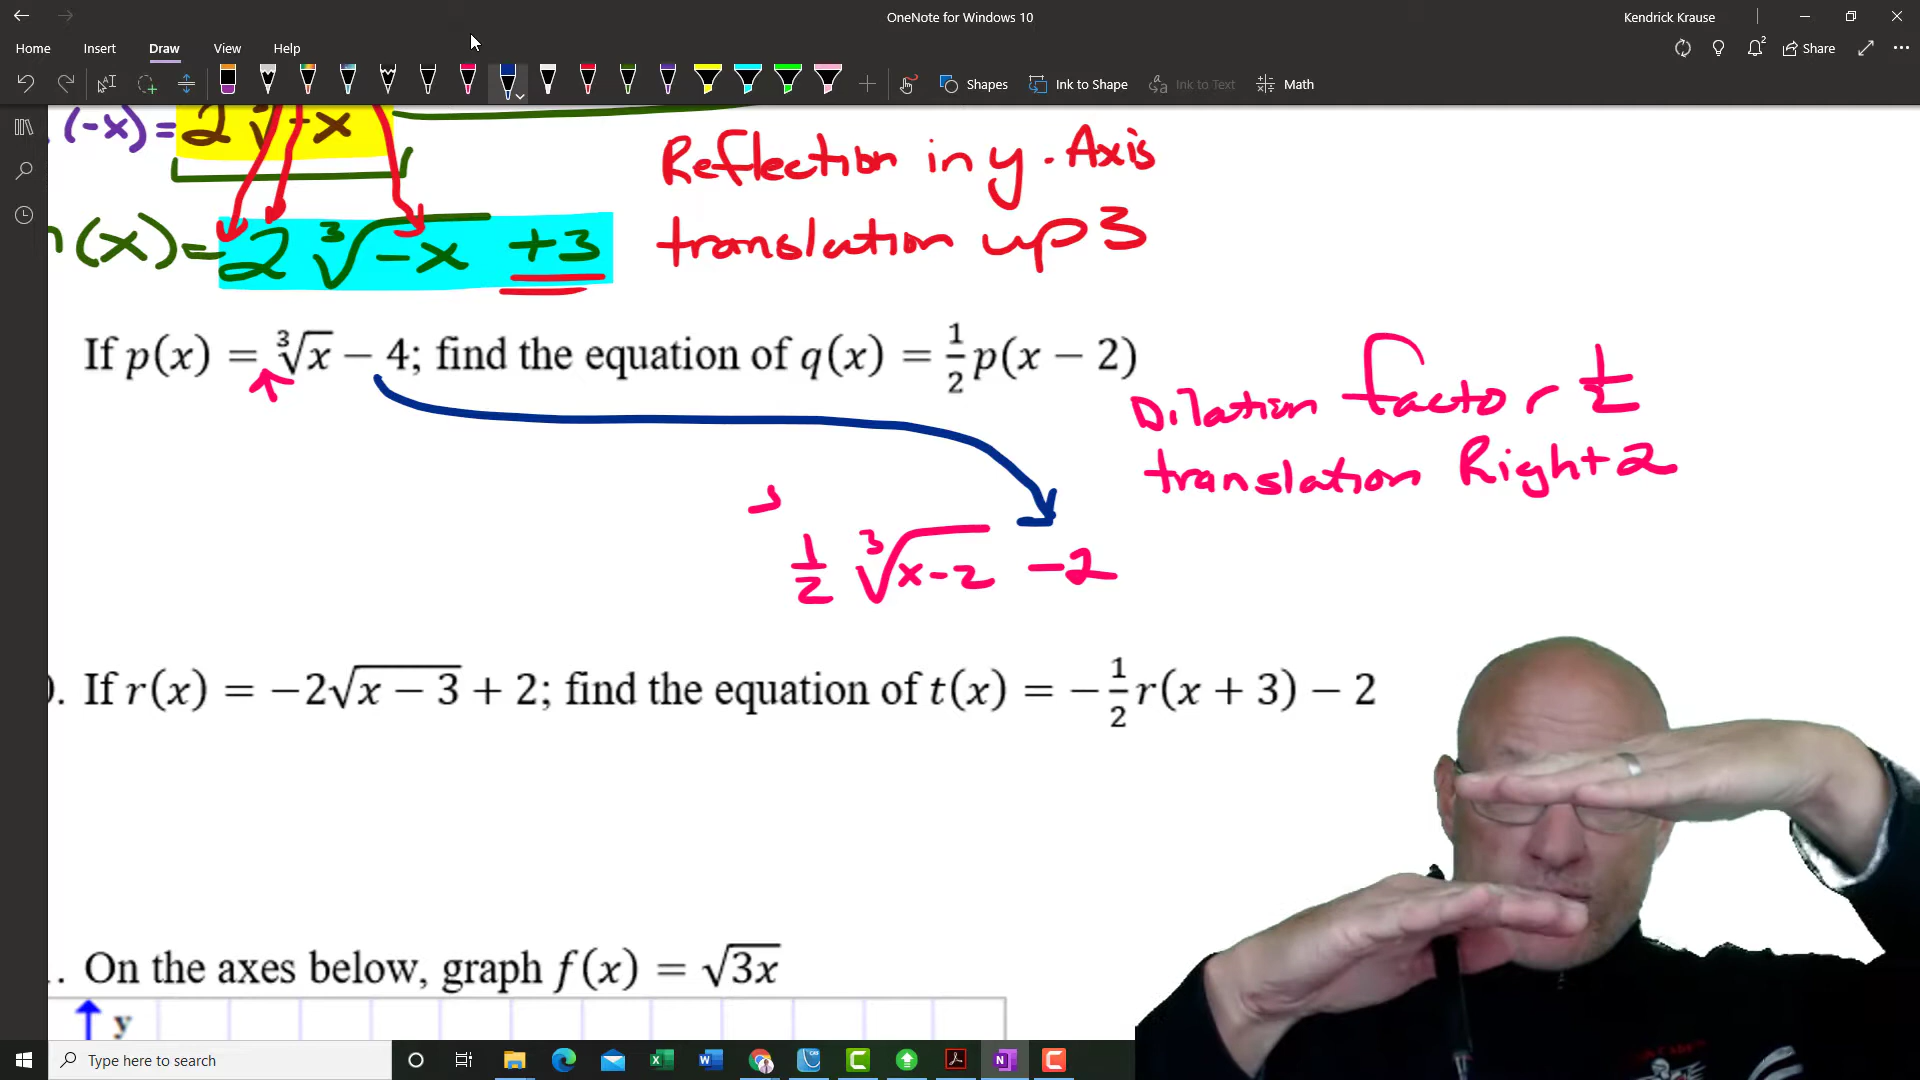 OneNote for Windows 10
Kendrick Krause
Home Insert Draw View Help
Share
Shapes Ink to Shape Ink to Text Math
(-x)= 2 ∛-x
Reflection in y-Axis
(x)= 2 ∛-x +3
translation up 3
If p(x) = ∛x − 4; find the equation of q(x) = 1/2 p(x − 2)
Dilation factor 1/2
translation Right 2
1/2 ∛x-2 -2
). If r(x) = −2√x − 3 + 2; find the equation of t(x) = −1/2 r(x + 3) − 2
. On the axes below, graph f(x) = √3x
y
Type here to search